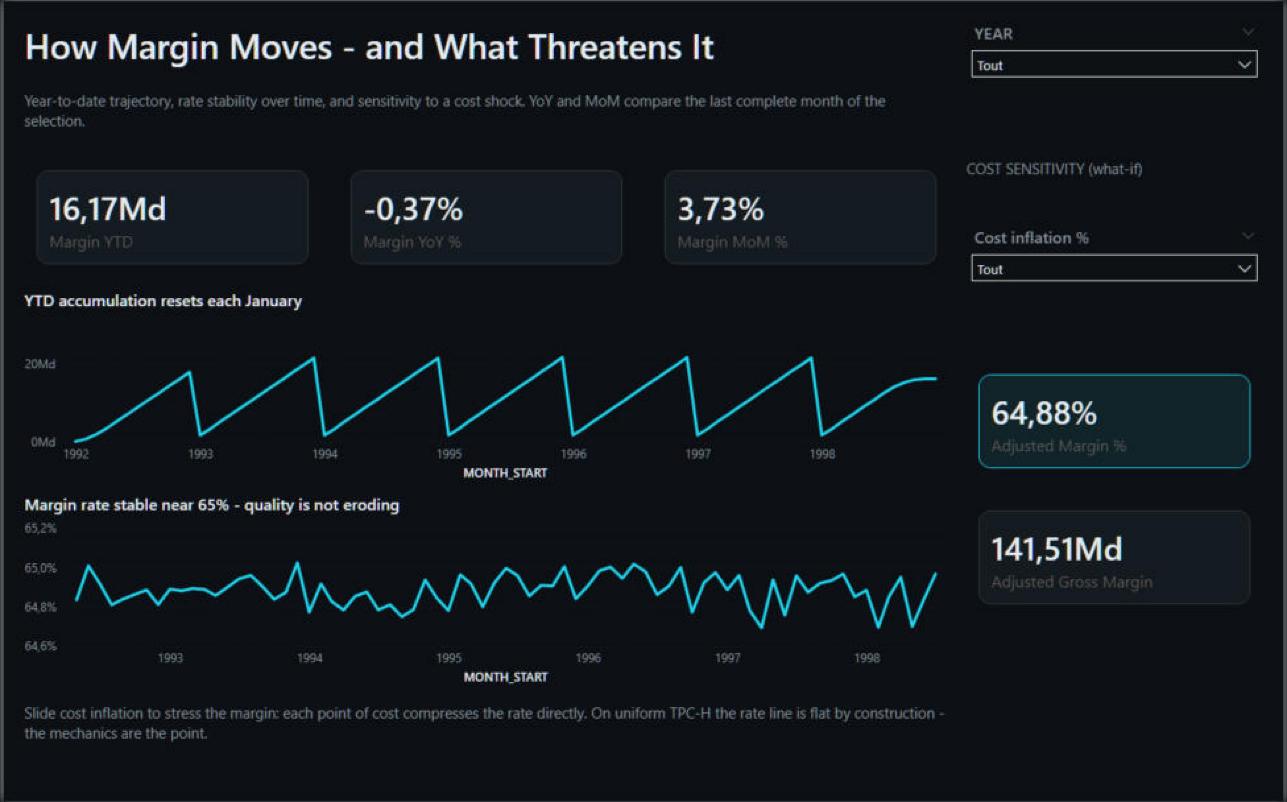 How Margin Moves - and What Threatens It
Year-to-date trajectory, rate stability over time, and sensitivity to a cost shock. YoY and MoM compare the last complete month of the
selection.
YEAR
Tout
16,17Md
Margin YTD
-0,37%
Margin YoY %
3,73%
Margin MoM %
COST SENSITIVITY (what-if)
Cost inflation %
Tout
YTD accumulation resets each January
20Md
0Md
1992
1993
1994
1995
1996
1997
1998
MONTH_START
64,88%
Adjusted Margin %
141,51Md
Adjusted Gross Margin
Margin rate stable near 65% - quality is not eroding
65,2%
65,0%
64,8%
64,6%
1993
1994
1995
1996
1997
1998
MONTH_START
Slide cost inflation to stress the margin: each point of cost compresses the rate directly. On uniform TPC-H the rate line is flat by construction -
the mechanics are the point.